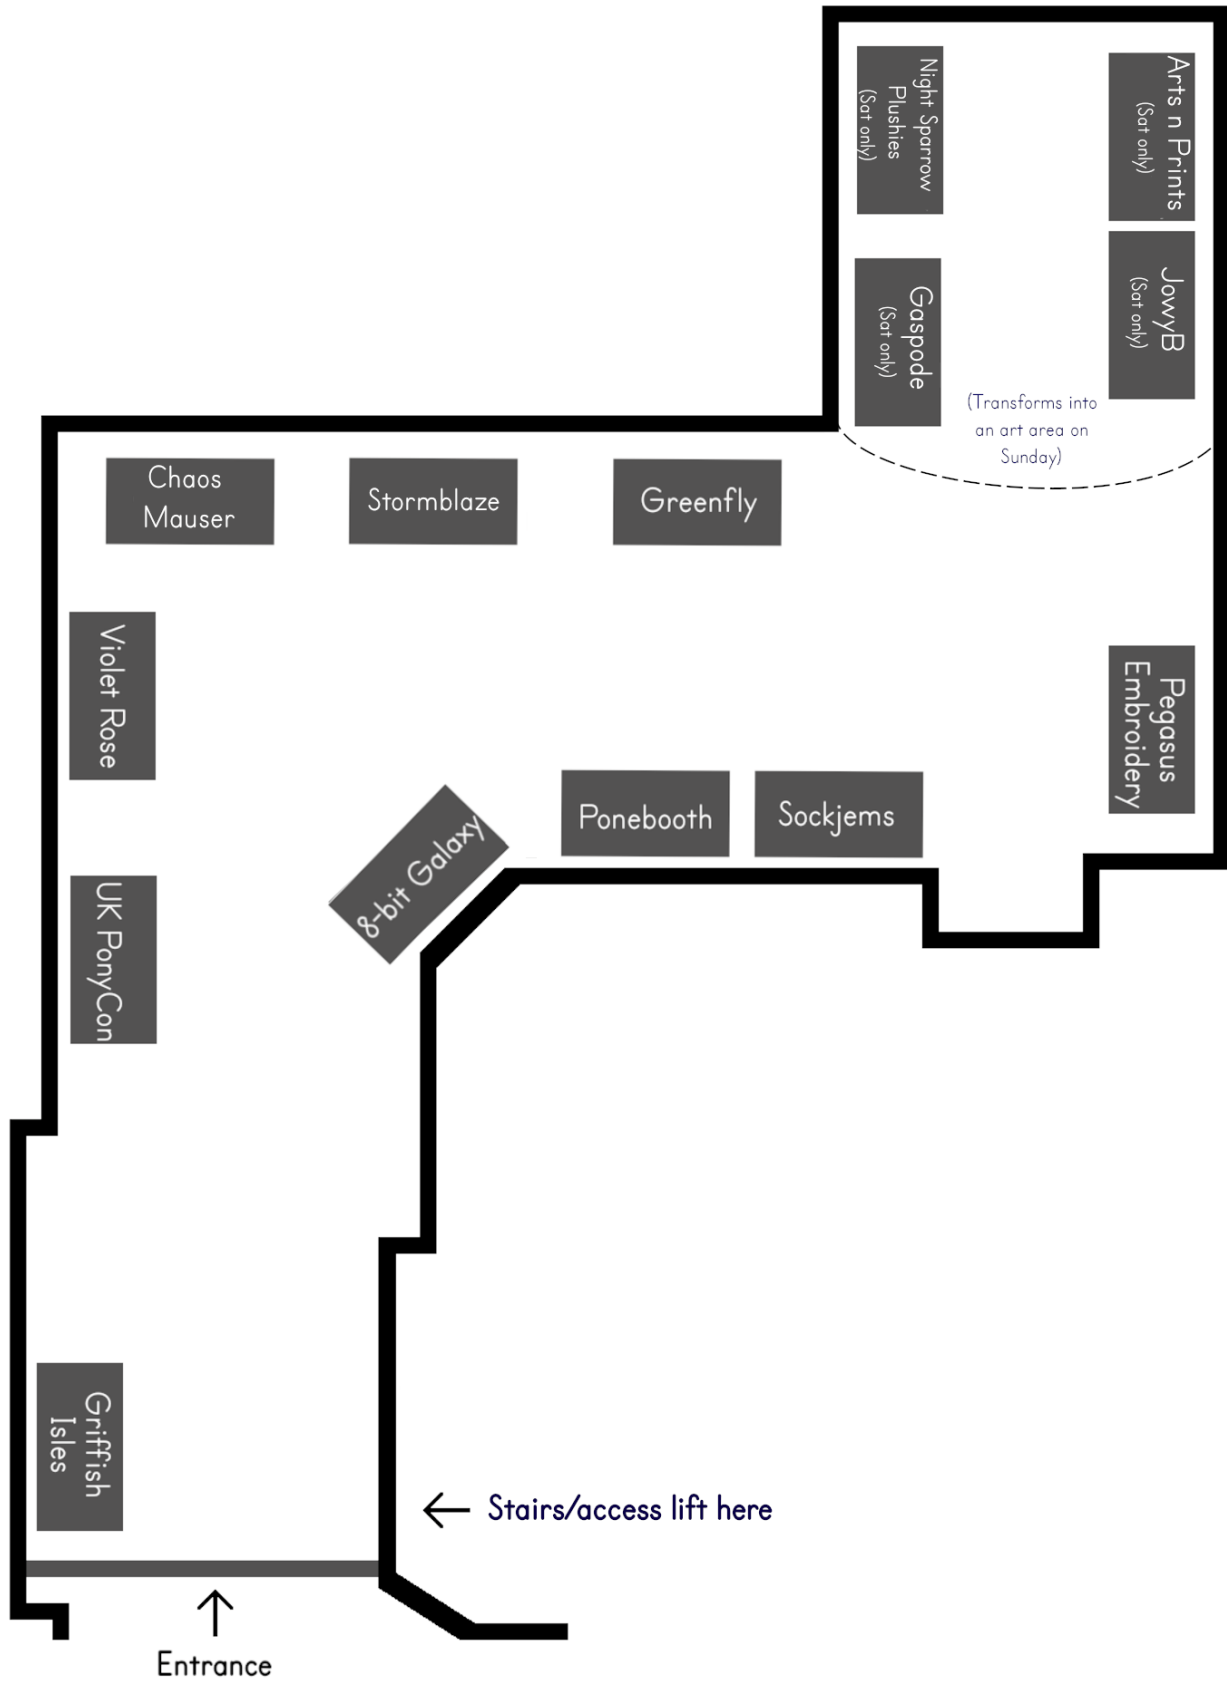 Night Sparrow
Plushies
(Sat only)
Arts n Prints
(Sat only)
Gaspode
(Sat only)
JowyB
(Sat only)
(Transforms into
an art area on
Sunday)
Chaos
Mauser
Stormblaze
Greenfly
Violet Rose
Pegasus
Embroidery
8-bit Galaxy
Ponebooth
Sockjems
UK PonyCon
Griffish
Isles
Stairs/access lift here
Entrance